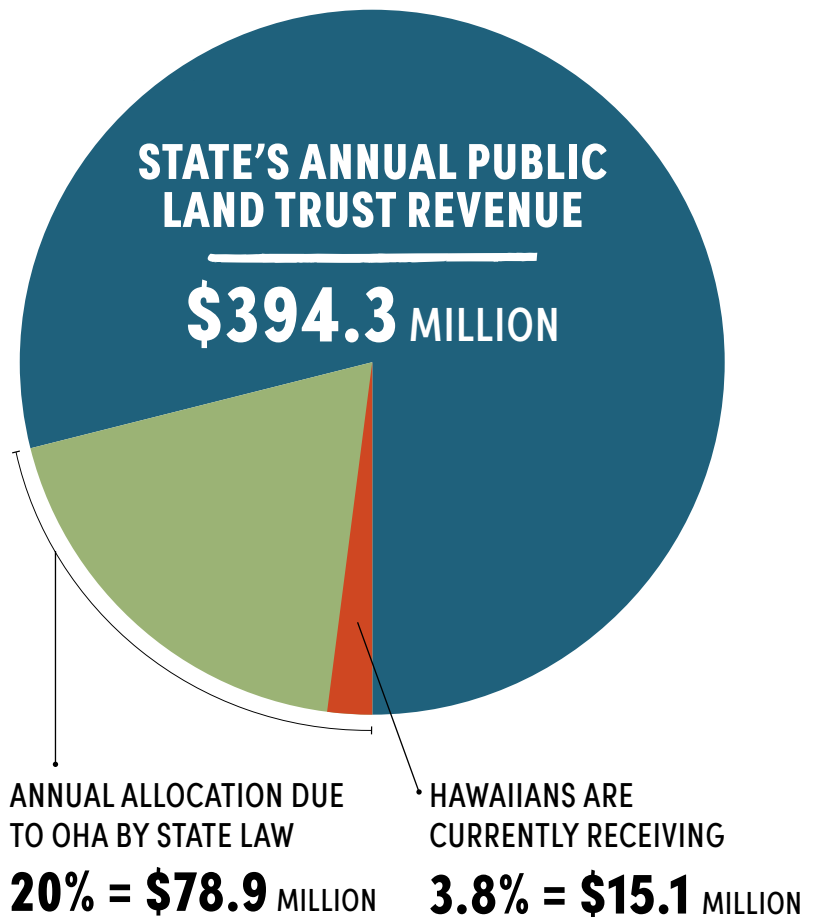 STATE’S ANNUAL PUBLIC
LAND TRUST REVENUE
$394.3 MILLION
ANNUAL ALLOCATION DUE
TO OHA BY STATE LAW
20% = $78.9 MILLION
HAWAIIANS ARE
CURRENTLY RECEIVING
3.8% = $15.1 MILLION